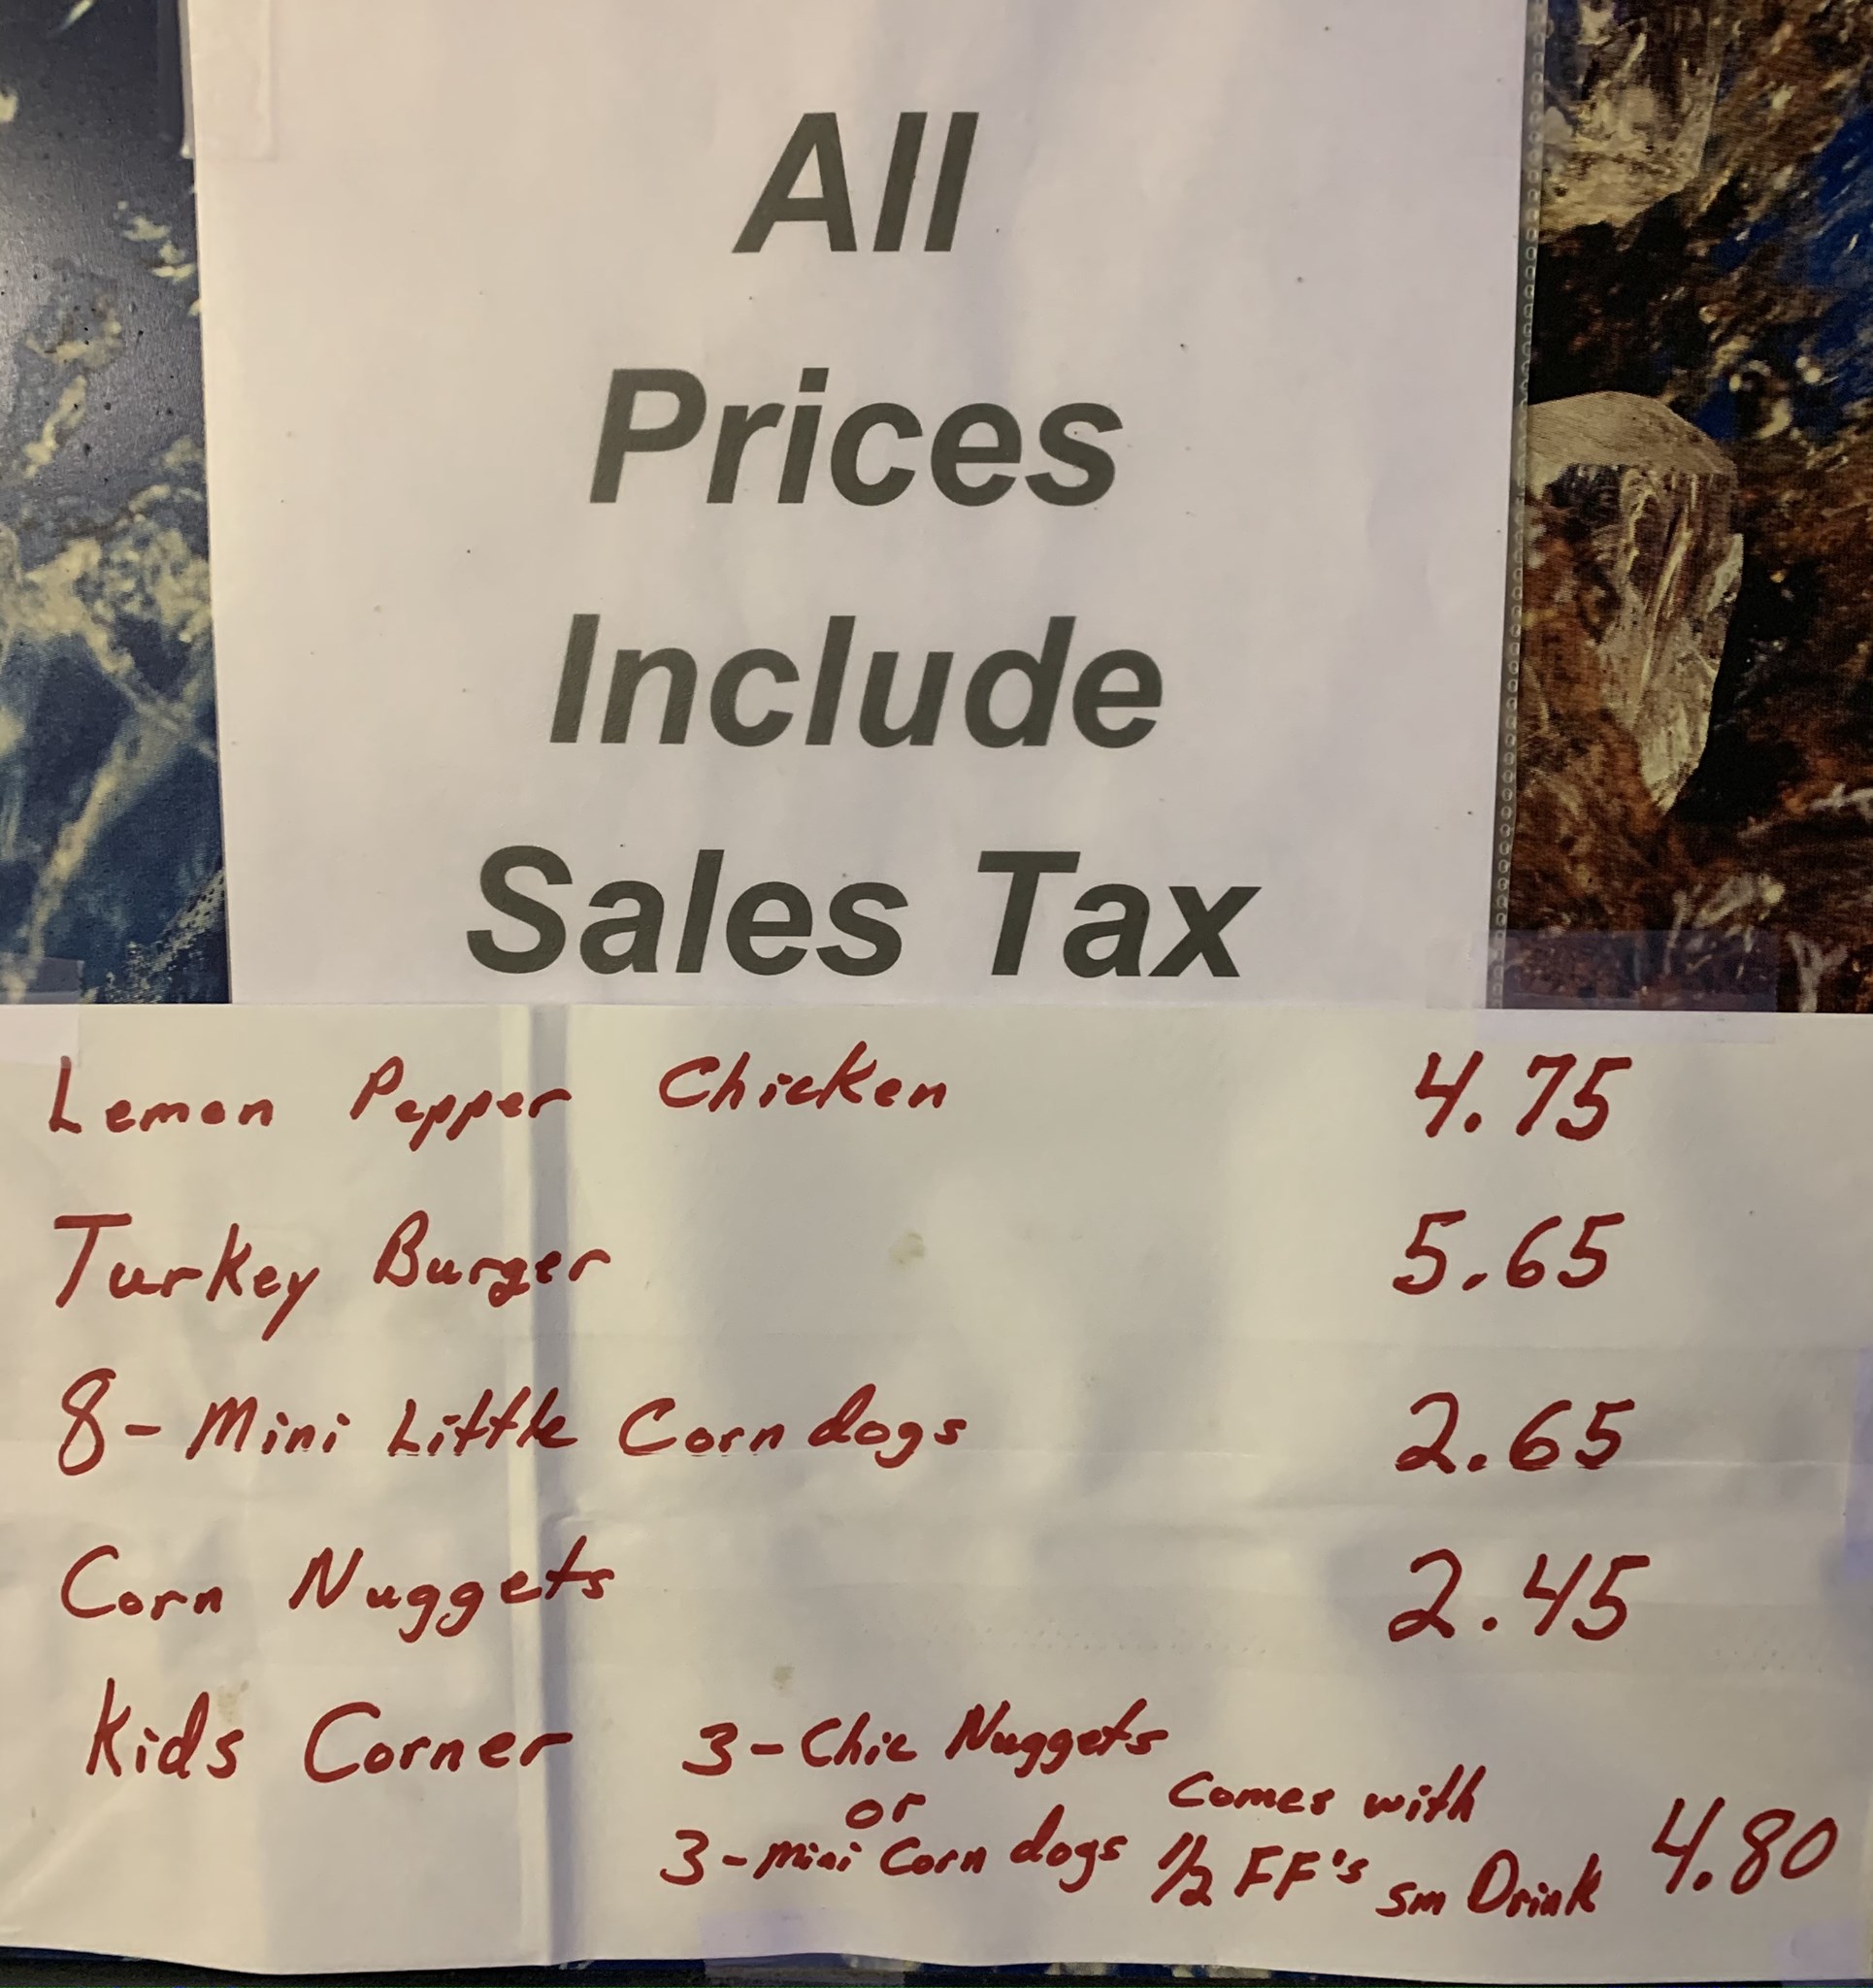 All
Prices
Include
Sales Tax
Lemon Pepper Chicken 4.75
Turkey Burger 5.65
8-Mini Little Corn dogs 2.65
Corn Nuggets 2.45
Kids Corner 3-Chic Nuggets
or
3-mini Corn dogs
Comes with
1/2 FF's sm Drink 4.80